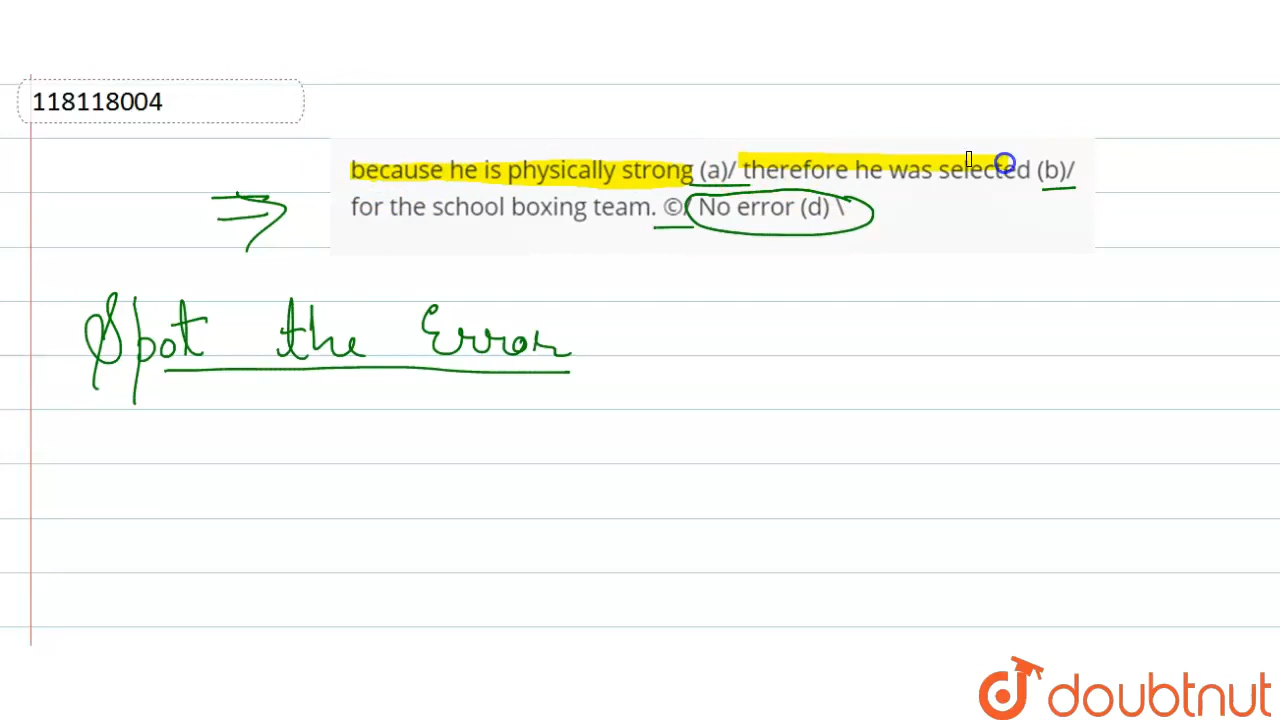 118118004
because he is physically strong (a)/ therefore he was selected (b)/
for the school boxing team. ©/ No error (d) \
Spot the Error
doubtnut